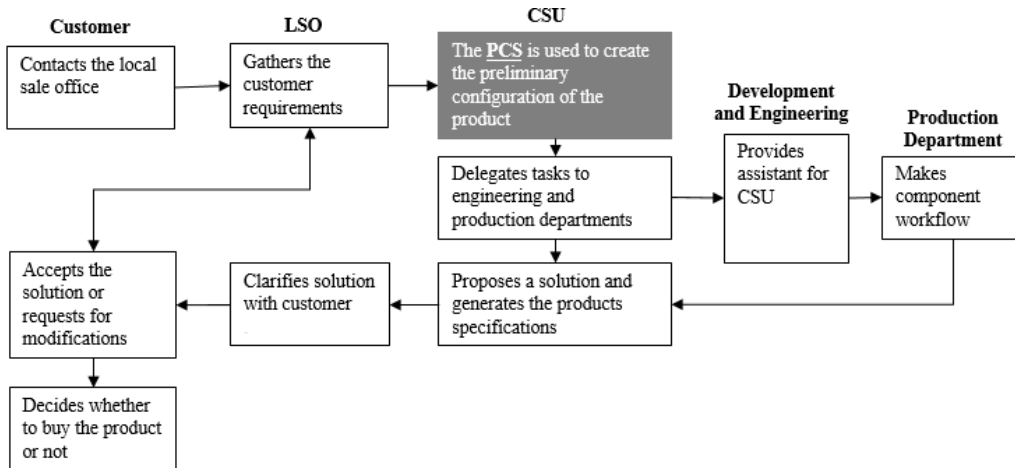 Customer
LSO
CSU
Contacts the local
sale office
Gathers the
customer
requirements
The PCS is used to create
the preliminary
configuration of the
product
Development
and Engineering
Production
Department
Delegates tasks to
engineering and
production departments
Provides
assistant for
CSU
Makes
component
workflow
Accepts the
solution or
requests for
modifications
Clarifies solution
with customer
Proposes a solution and
generates the products
specifications
Decides whether
to buy the product
or not